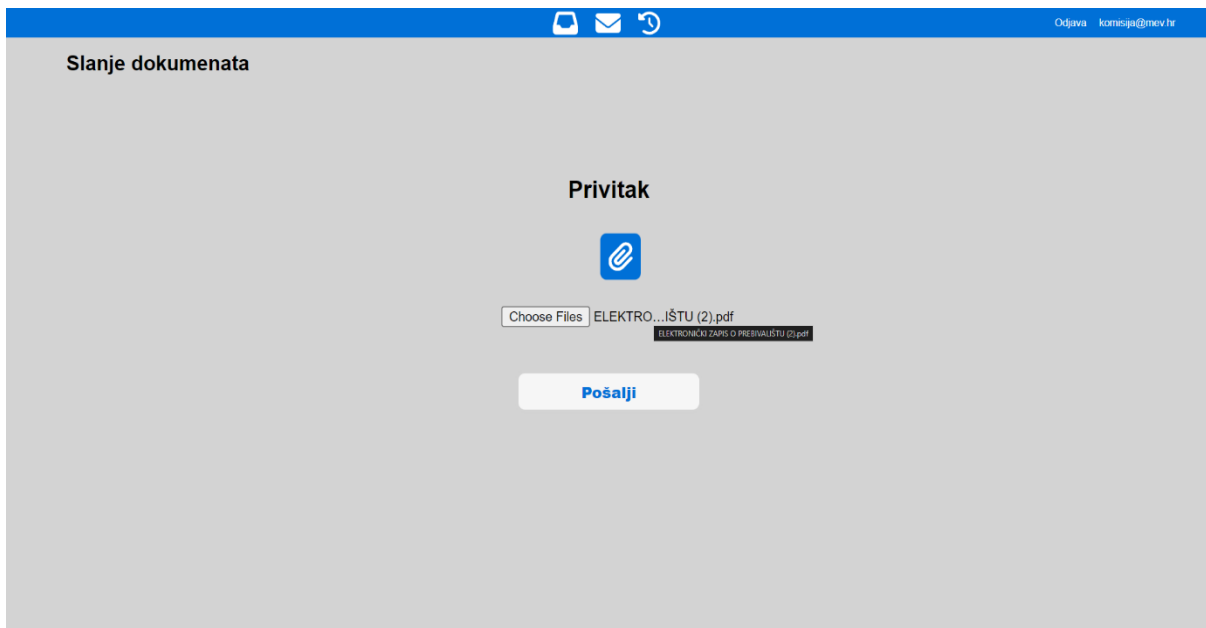 Odjava komisija@mev.hr
Slanje dokumenata
Privitak
Choose Files ELEKTRO...IŠTU (2).pdf
ELEKTRONIČKI ZAPIS O PREBIVALIŠTU (2).pdf
Pošalji